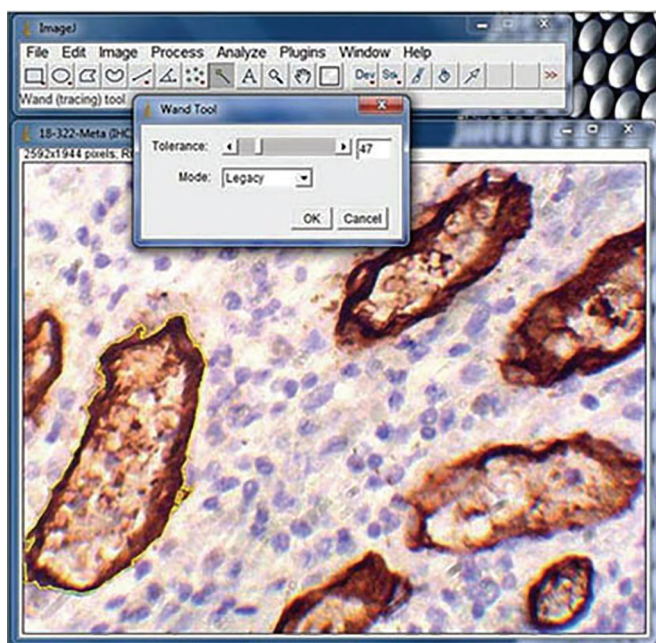 ImageJ
File Edit Image Process Analyze Plugins Window Help
A Dev Stk >>
Wand (tracing) tool
Wand Tool
18-322-Meta (IHC
2592x1944 pixels;
Tolerance: 47
Mode: Legacy
OK Cancel